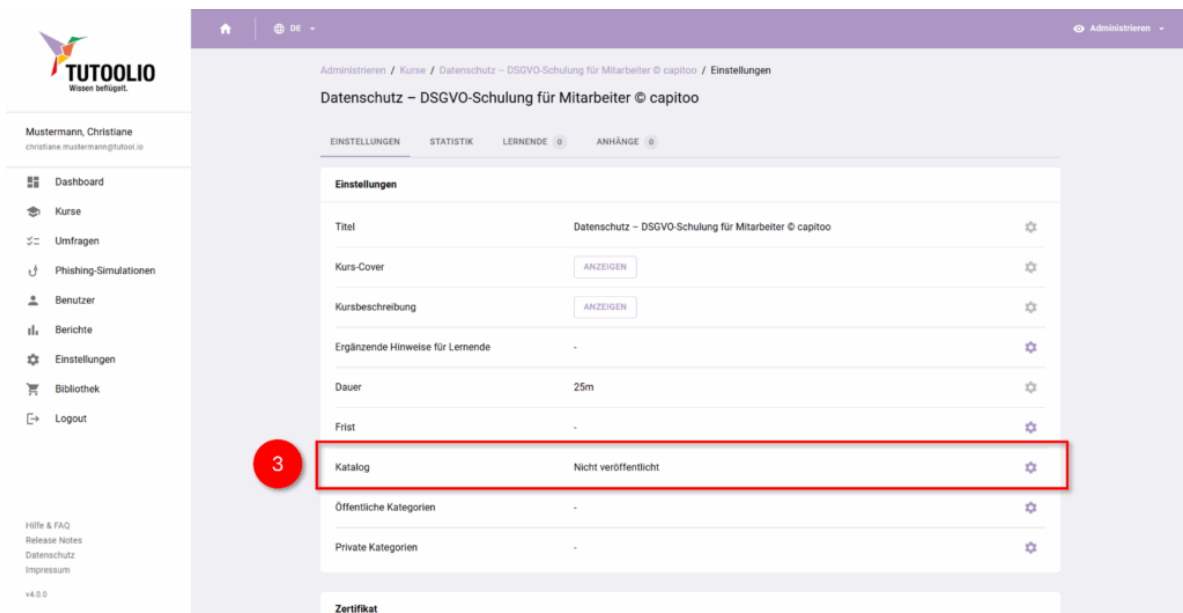 TUTOOLIO
Wissen beflügelt.
DE
Administrieren
Mustermann, Christiane
christiane.mustermann@tutool.io
Dashboard
Kurse
Umfragen
Phishing-Simulationen
Benutzer
Berichte
Einstellungen
Bibliothek
Logout
Hilfe & FAQ
Release Notes
Datenschutz
Impressum
v4.0.0
Administrieren / Kurse / Datenschutz – DSGVO-Schulung für Mitarbeiter © capitoo / Einstellungen
Datenschutz – DSGVO-Schulung für Mitarbeiter © capitoo
EINSTELLUNGEN STATISTIK LERNENDE 0 ANHÄNGE 0
Einstellungen
Titel Datenschutz – DSGVO-Schulung für Mitarbeiter © capitoo
Kurs-Cover ANZEIGEN
Kursbeschreibung ANZEIGEN
Ergänzende Hinweise für Lernende -
Dauer 25m
Frist -
3 Katalog Nicht veröffentlicht
Öffentliche Kategorien -
Private Kategorien -
Zertifikat